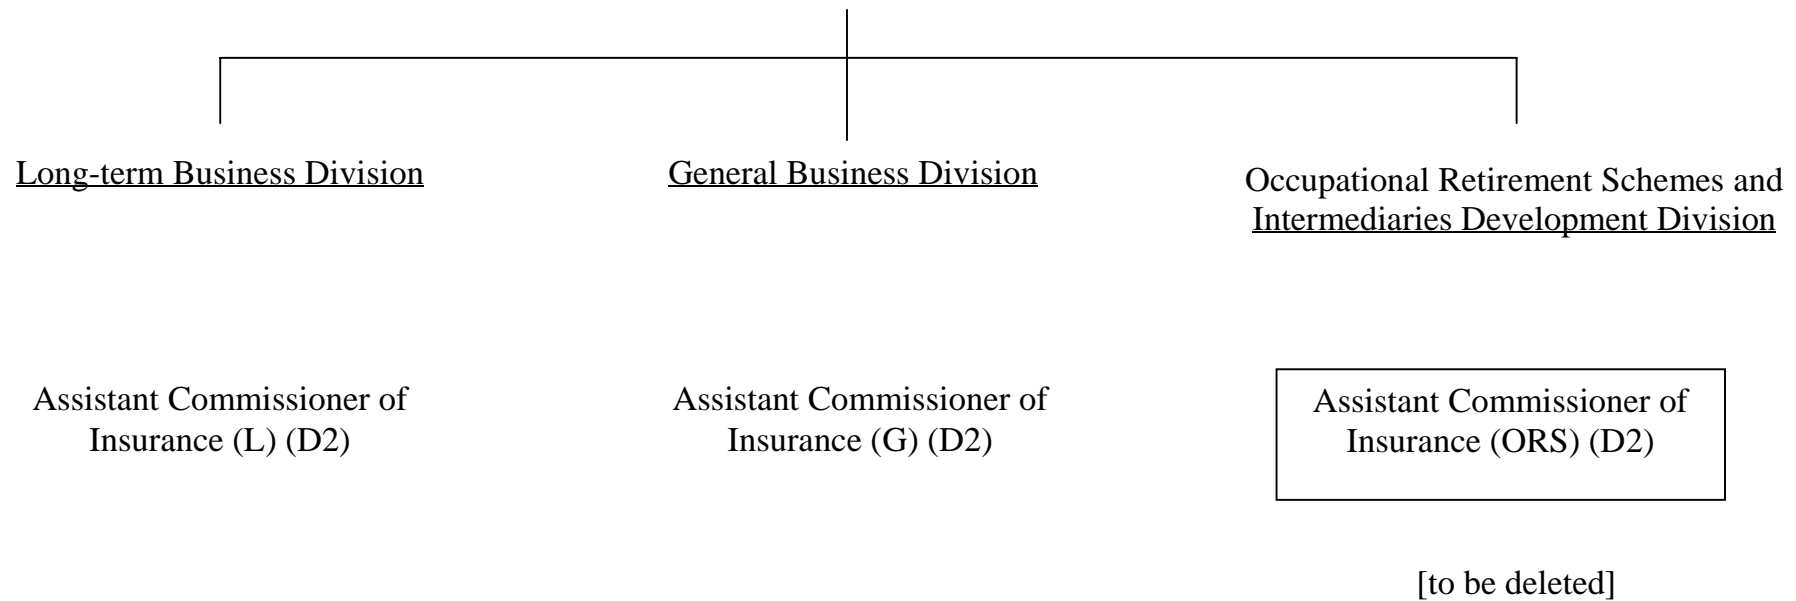 Long-term Business Division
General Business Division
Occupational Retirement Schemes and
Intermediaries Development Division
Assistant Commissioner of
Insurance (L) (D2)
Assistant Commissioner of
Insurance (G) (D2)
Assistant Commissioner of
Insurance (ORS) (D2)
[to be deleted]